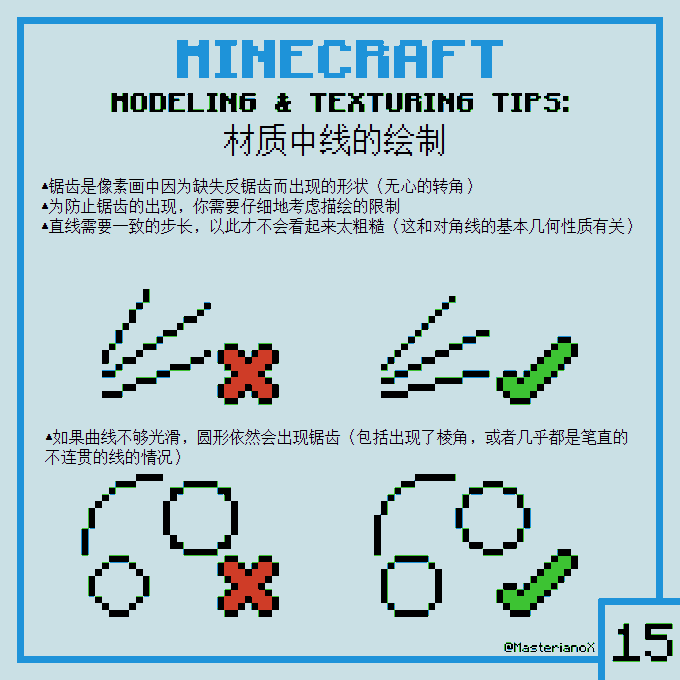 MINECRAFT
MODELING & TEXTURING TIPS:
材质中线的绘制
▲锯齿是像素画中因为缺失反锯齿而出现的形状（无心的转角）
▲为防止锯齿的出现，你需要仔细地考虑描绘的限制
▲直线需要一致的步长，以此才不会看起来太粗糙（这和对角线的基本几何性质有关）
▲如果曲线不够光滑，圆形依然会出现锯齿（包括出现了棱角，或者几乎都是笔直的
不连贯的线的情况）
@MasterianoX
15